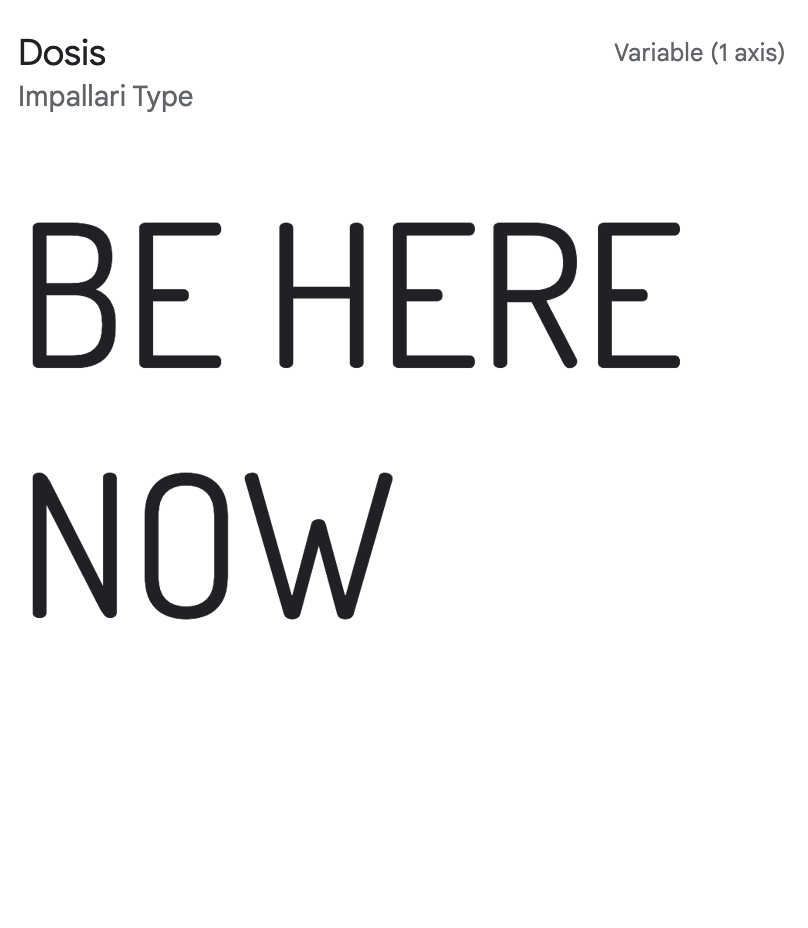 Dosis
Variable (1 axis)
Impallari Type
BE HERE
NOW